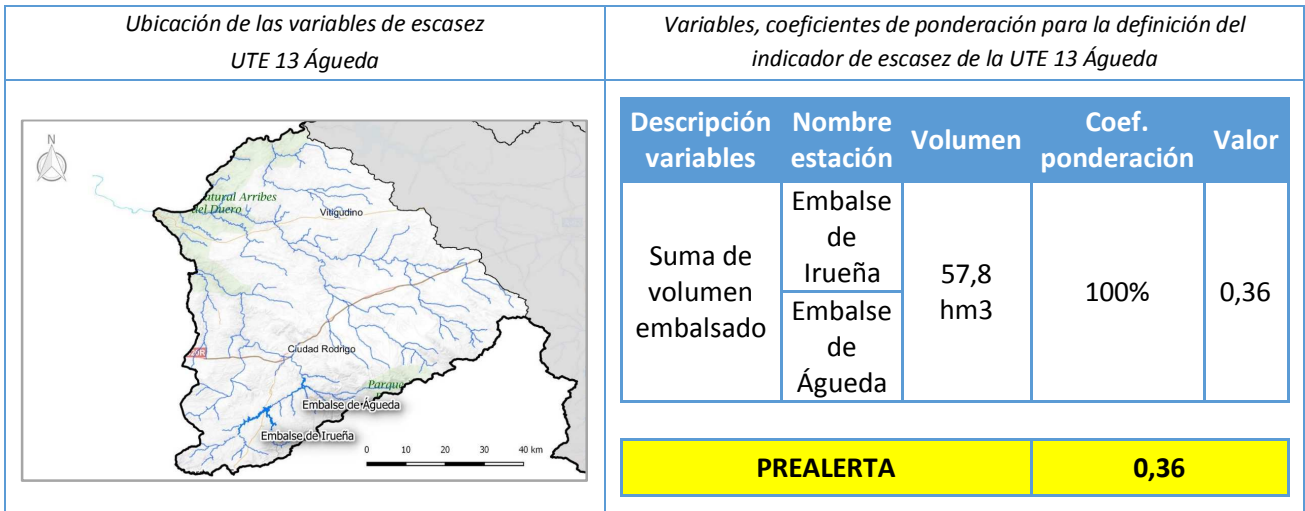 Ubicación de las variables de escasez
UTE 13 Águeda
Variables, coeficientes de ponderación para la definición del
indicador de escasez de la UTE 13 Águeda
N
atural Arribes
del Duero
Vitigudino
Ciudad Rodrigo
Parque
Embalse de Águeda
Embalse de Irueña
0 10 20 30 40 km
Descripción
variables
Nombre
estación
Volumen
Coef.
ponderación
Valor
Suma de
volumen
embalsado
Embalse
de
Irueña
Embalse
de
Águeda
57,8
hm3
100%
0,36
PREALERTA
0,36